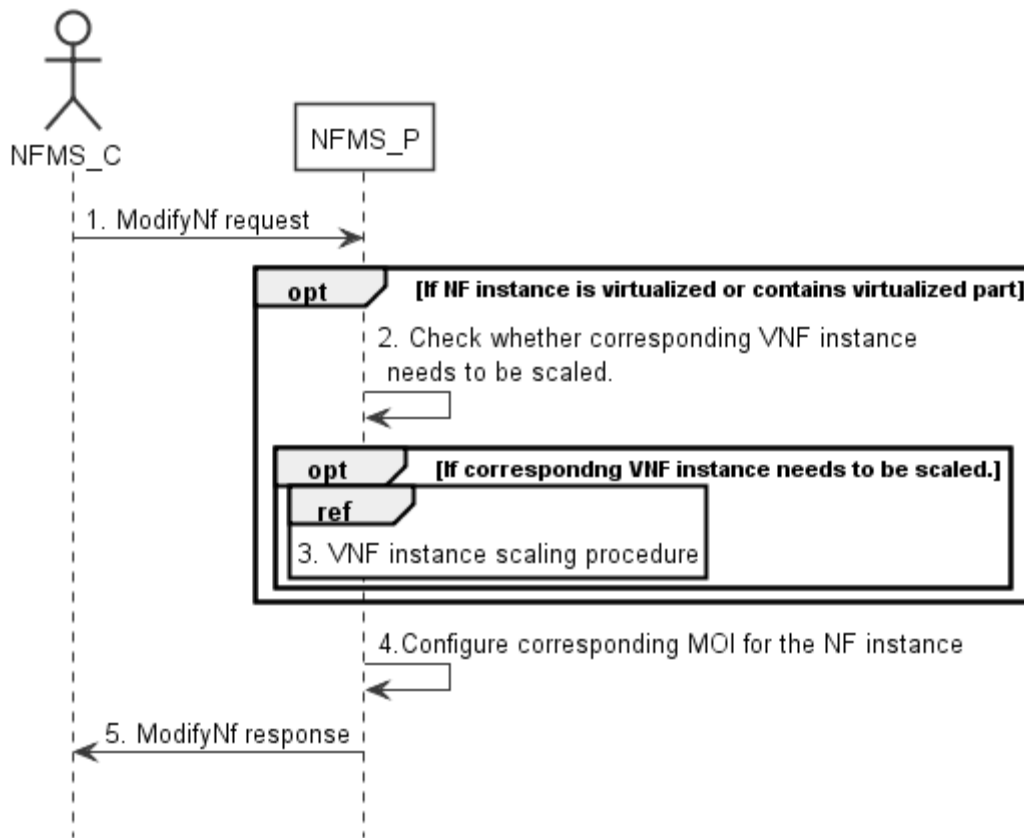 NFMS_C
NFMS_P
1. ModifyNf request
opt
[If NF instance is virtualized or contains virtualized part]
2. Check whether corresponding VNF instance
needs to be scaled.
opt
[If correspondng VNF instance needs to be scaled.]
ref
3. VNF instance scaling procedure
4.Configure corresponding MOI for the NF instance
5. ModifyNf response